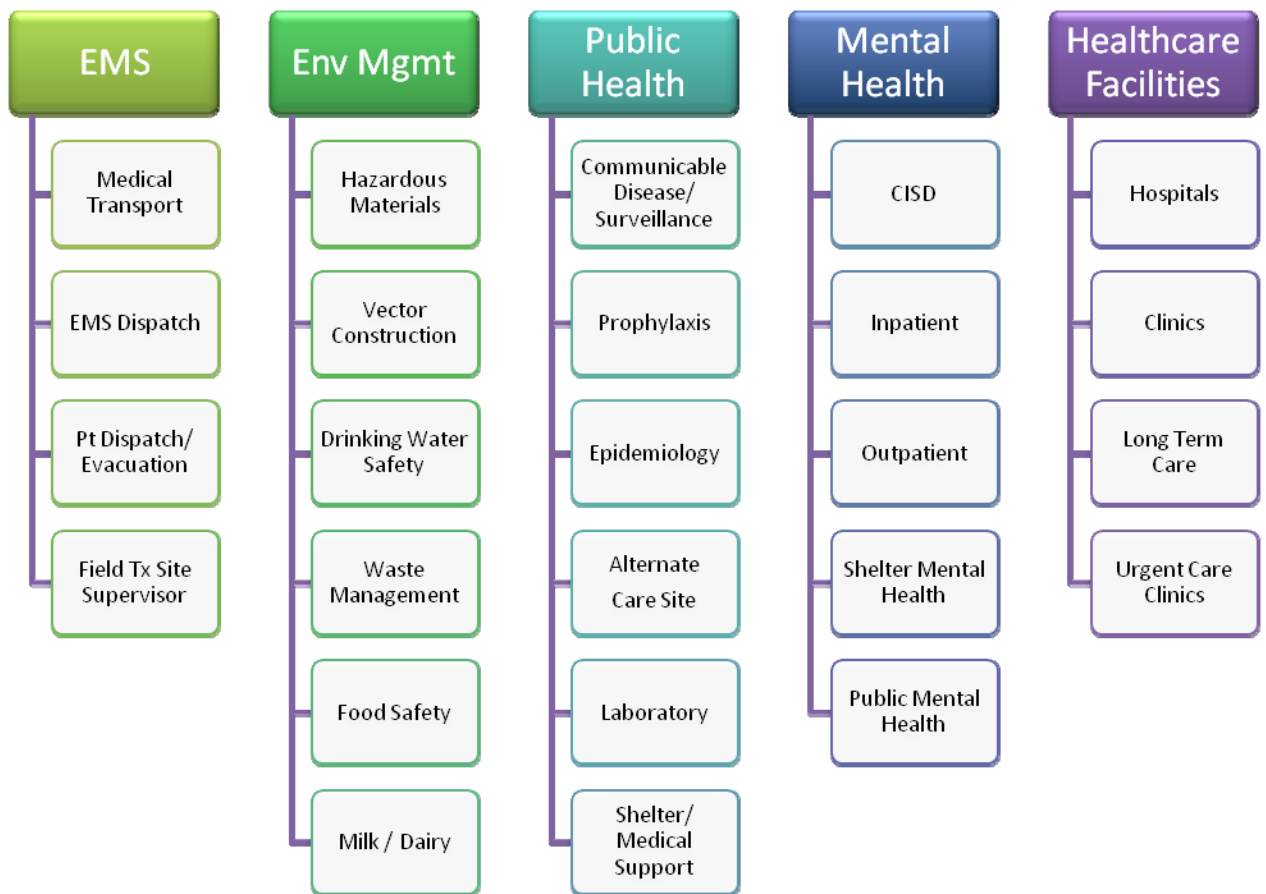 EMS
Medical
Transport
EMS Dispatch
Pt Dispatch/
Evacuation
Field Tx Site
Supervisor
Env Mgmt
Hazardous
Materials
Vector
Construction
Drinking Water
Safety
Waste
Management
Food Safety
Milk / Dairy
Public
Health
Communicable
Disease/
Surveillance
Prophylaxis
Epidemiology
Alternate
Care Site
Laboratory
Shelter/
Medical
Support
Mental
Health
CISD
Inpatient
Outpatient
Shelter Mental
Health
Public Mental
Health
Healthcare
Facilities
Hospitals
Clinics
Long Term
Care
Urgent Care
Clinics